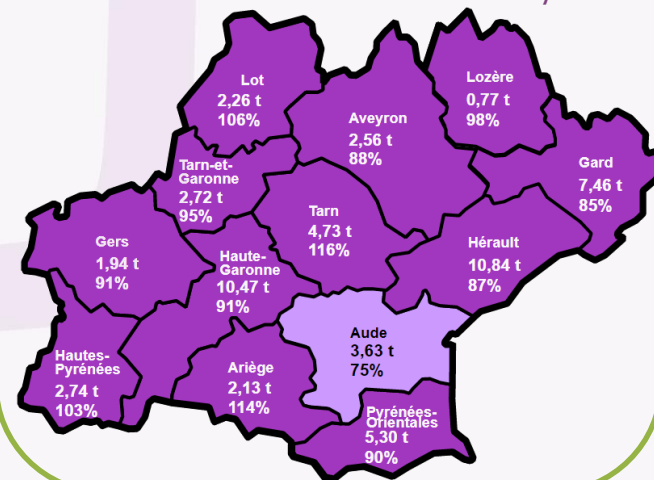 Lot
2,26 t
106%
Lozère
0,77 t
98%
Aveyron
2,56 t
88%
Gard
7,46 t
85%
Tarn-et-
Garonne
2,72 t
95%
Tarn
4,73 t
116%
Gers
1,94 t
91%
Haute-
Garonne
10,47 t
91%
Hérault
10,84 t
87%
Aude
3,63 t
75%
Hautes-
Pyrénées
2,74 t
103%
Ariège
2,13 t
114%
Pyrénées-
Orientales
5,30 t
90%